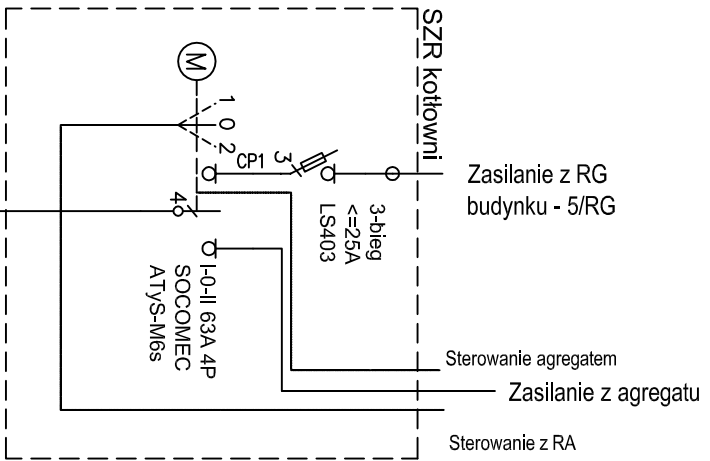 SZR kotłowni
M
1
0
2
CP1
3
4
3-bieg
<=25A
LS403
I-0-II 63A 4P
SOCOMEC
ATyS-M6s
Zasilanie z RG
budynku - 5/RG
Sterowanie agregatem
Zasilanie z agregatu
Sterowanie z RA